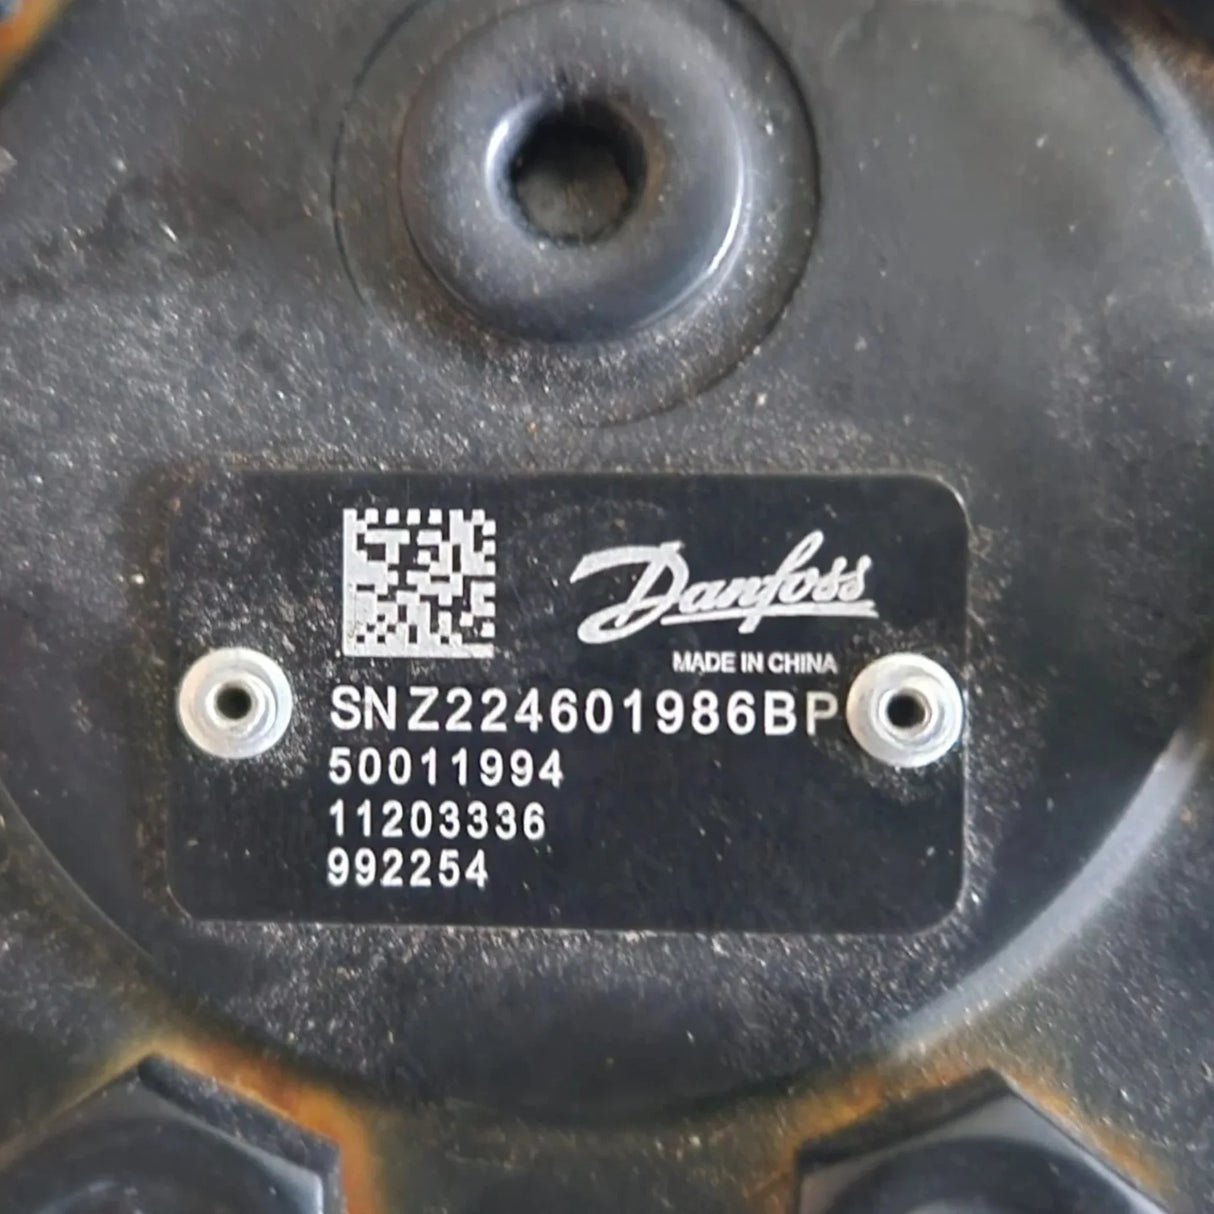 Danfoss
MADE IN CHINA
SNZ224601986BP
50011994
11203336
992254